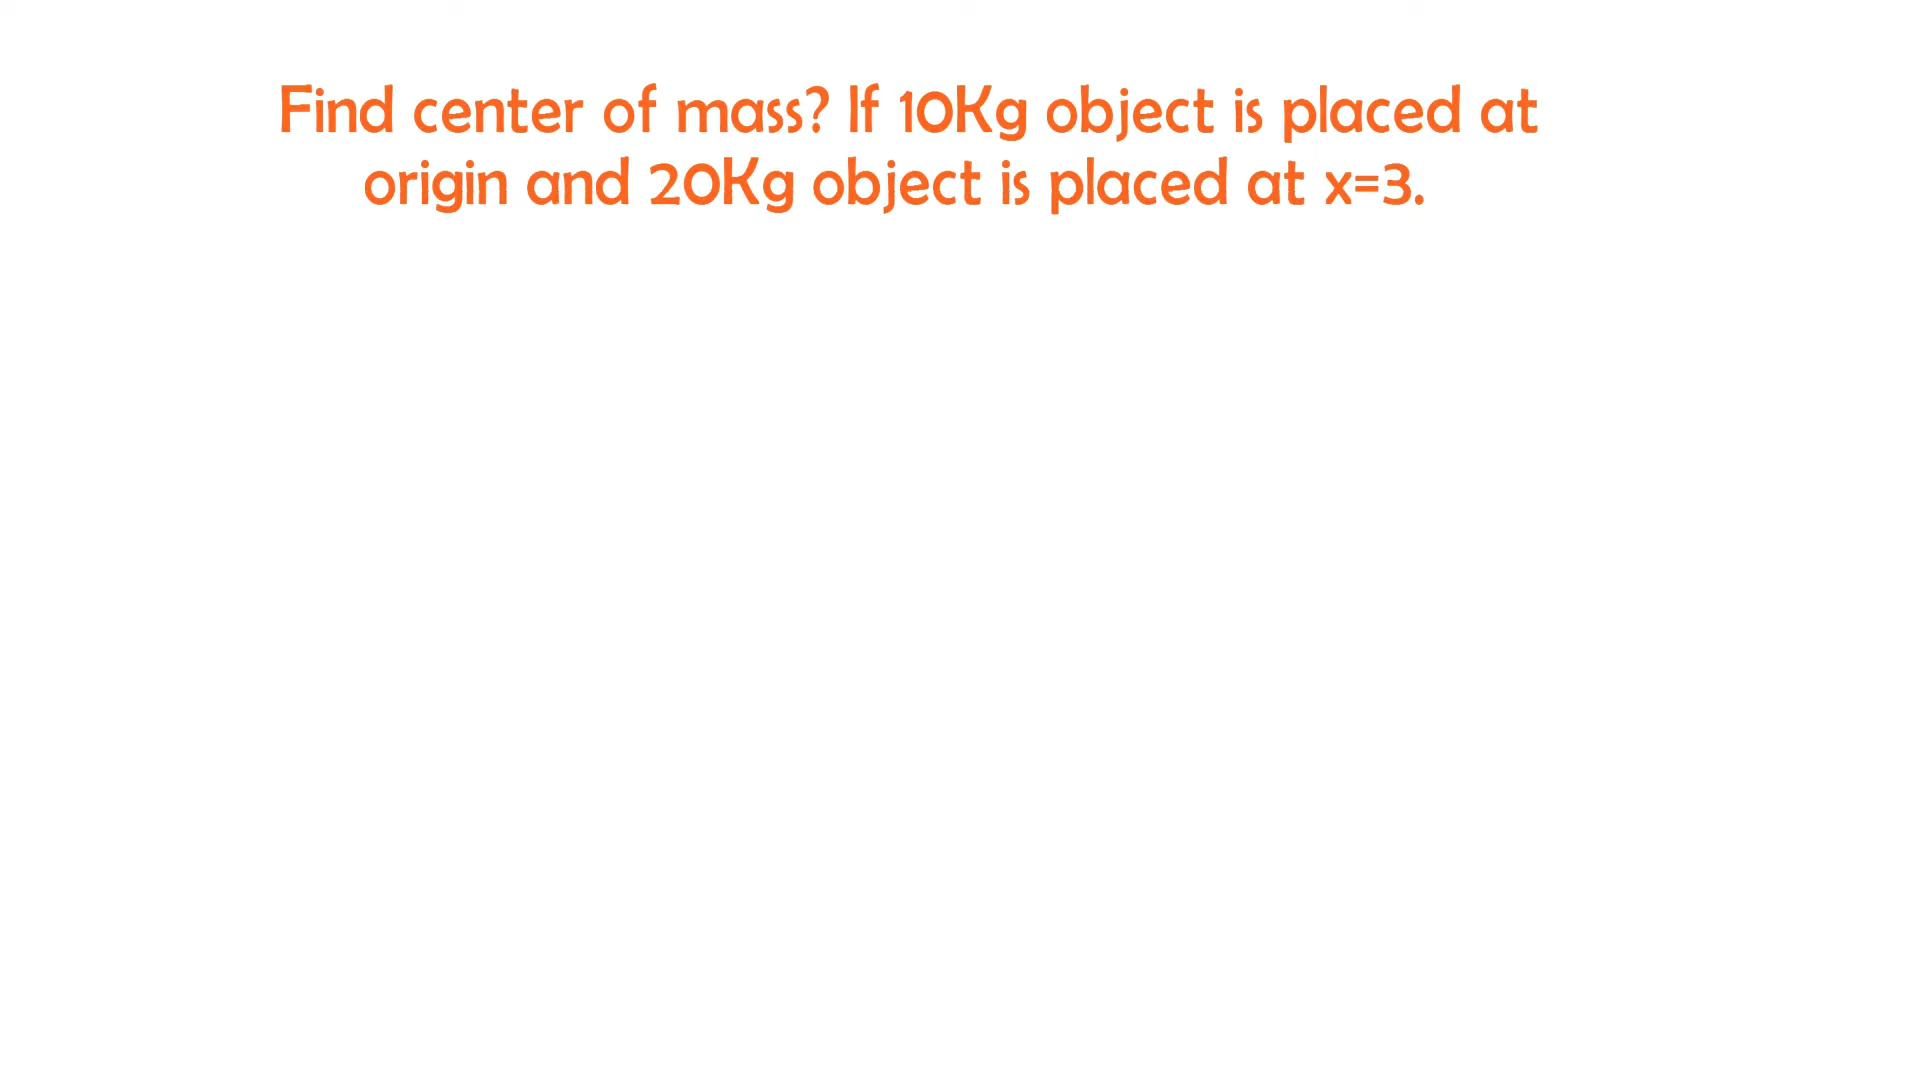 Find center of mass? If 10Kg object is placed at
origin and 20Kg object is placed at x=3.